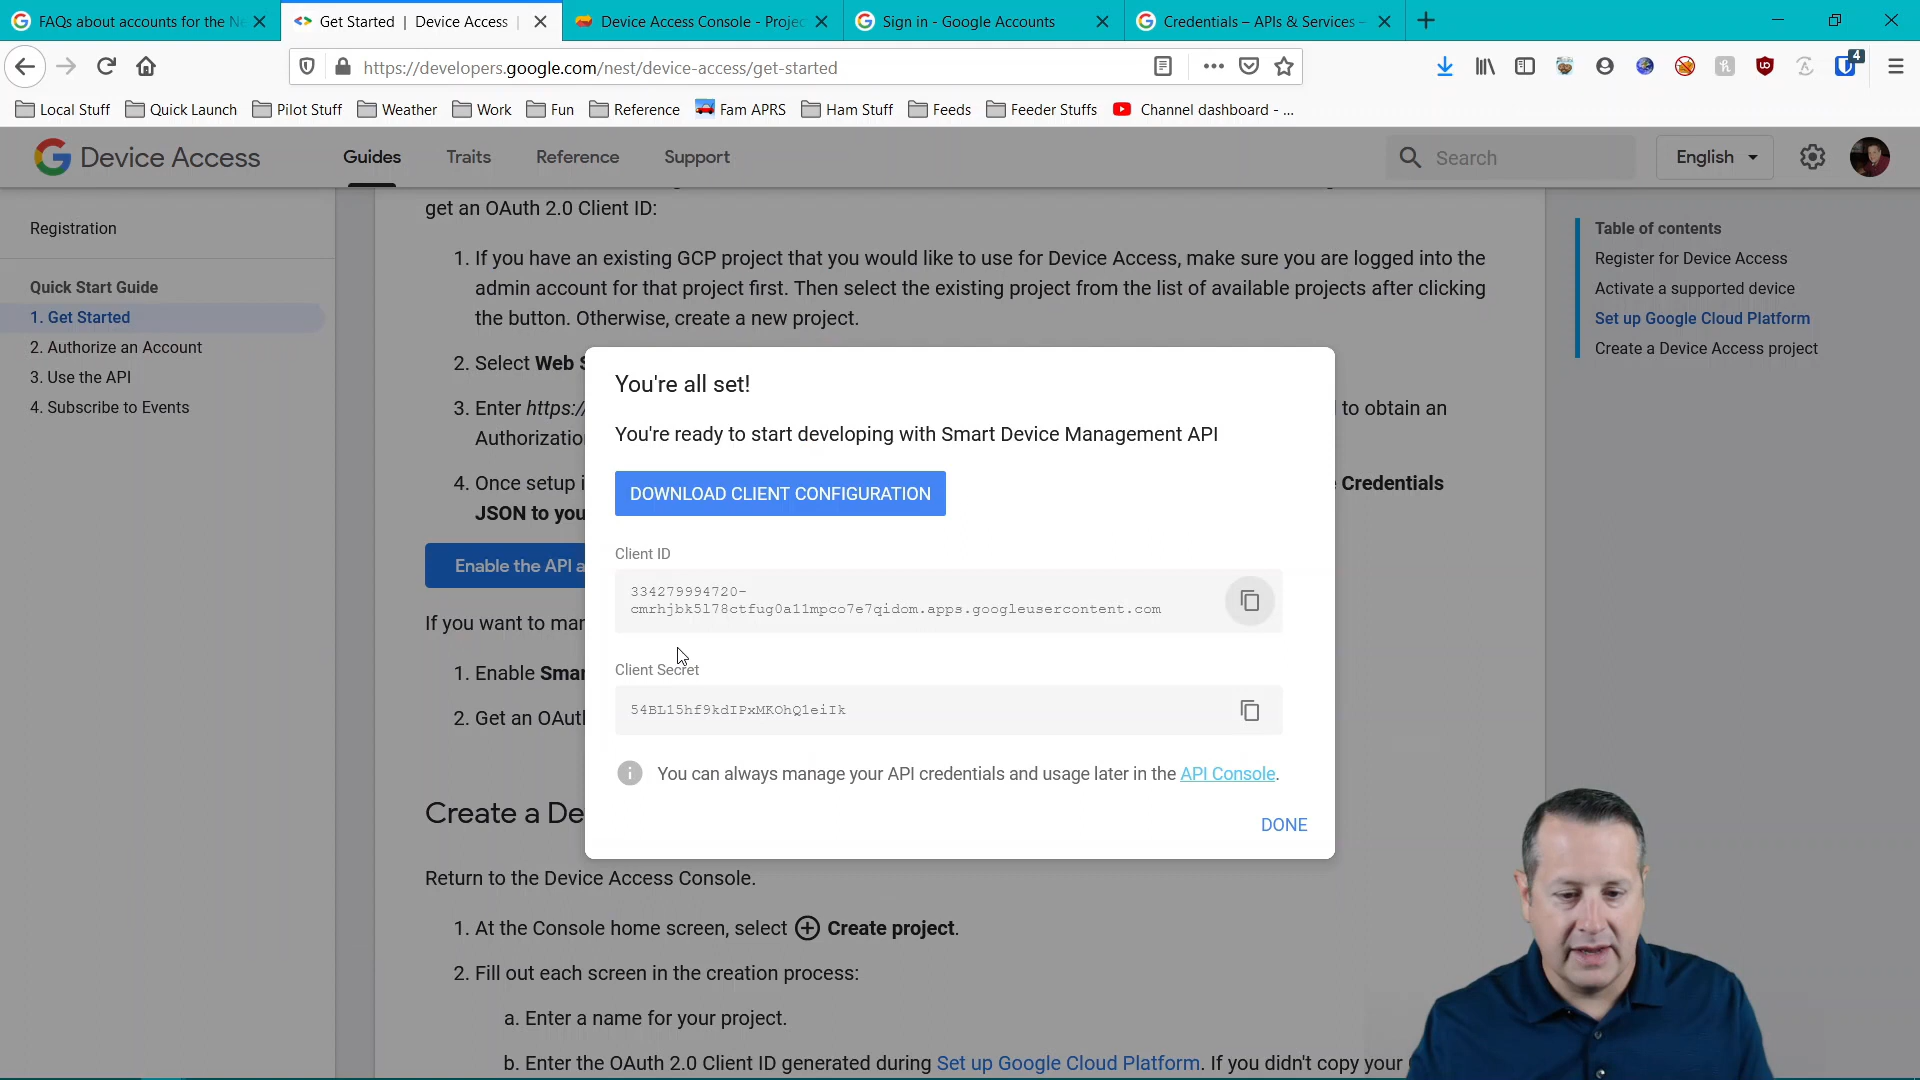 FAQs about accounts for the Ne
Get Started | Device Access
Device Access Console - Projec
Sign in - Google Accounts
Credentials – APIs & Services –
https://developers.google.com/nest/device-access/get-started
4
Local Stuff
Quick Launch
Pilot Stuff
Weather
Work
Fun
Reference
Fam APRS
Ham Stuff
Feeds
Feeder Stuffs
Channel dashboard - ...
Device Access
Guides
Traits
Reference
Support
Search
English
Registration
Quick Start Guide
1. Get Started
2. Authorize an Account
3. Use the API
4. Subscribe to Events
get an OAuth 2.0 Client ID:
1. If you have an existing GCP project that you would like to use for Device Access, make sure you are logged into the
admin account for that project first. Then select the existing project from the list of available projects after clicking
the button. Otherwise, create a new project.
2. Select Web S
3. Enter https:// to obtain an
Authorizatio
4. Once setup i Credentials
JSON to you
Enable the API a
If you want to man
1. Enable Smar
2. Get an OAut
Create a De
Return to the Device Access Console.
1. At the Console home screen, select Create project.
2. Fill out each screen in the creation process:
a. Enter a name for your project.
b. Enter the OAuth 2.0 Client ID generated during Set up Google Cloud Platform. If you didn't copy your
You're all set!
You're ready to start developing with Smart Device Management API
DOWNLOAD CLIENT CONFIGURATION
Client ID
334279994720-
cmrhjbk5l78ctfug0a11mpco7e7qidom.apps.googleusercontent.com
Client Secret
54BL15hf9kdIPxMKOhQ1eiIk
You can always manage your API credentials and usage later in the API Console.
DONE
Table of contents
Register for Device Access
Activate a supported device
Set up Google Cloud Platform
Create a Device Access project